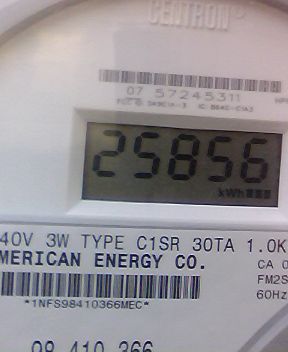 CENTRON
07 57245311
25856
kWh
40V 3W TYPE C1SR 30TA 1.0K
MERICAN ENERGY CO.
CA 0
FM2S
*1NFS98410366MEC*
60Hz
98 410 366